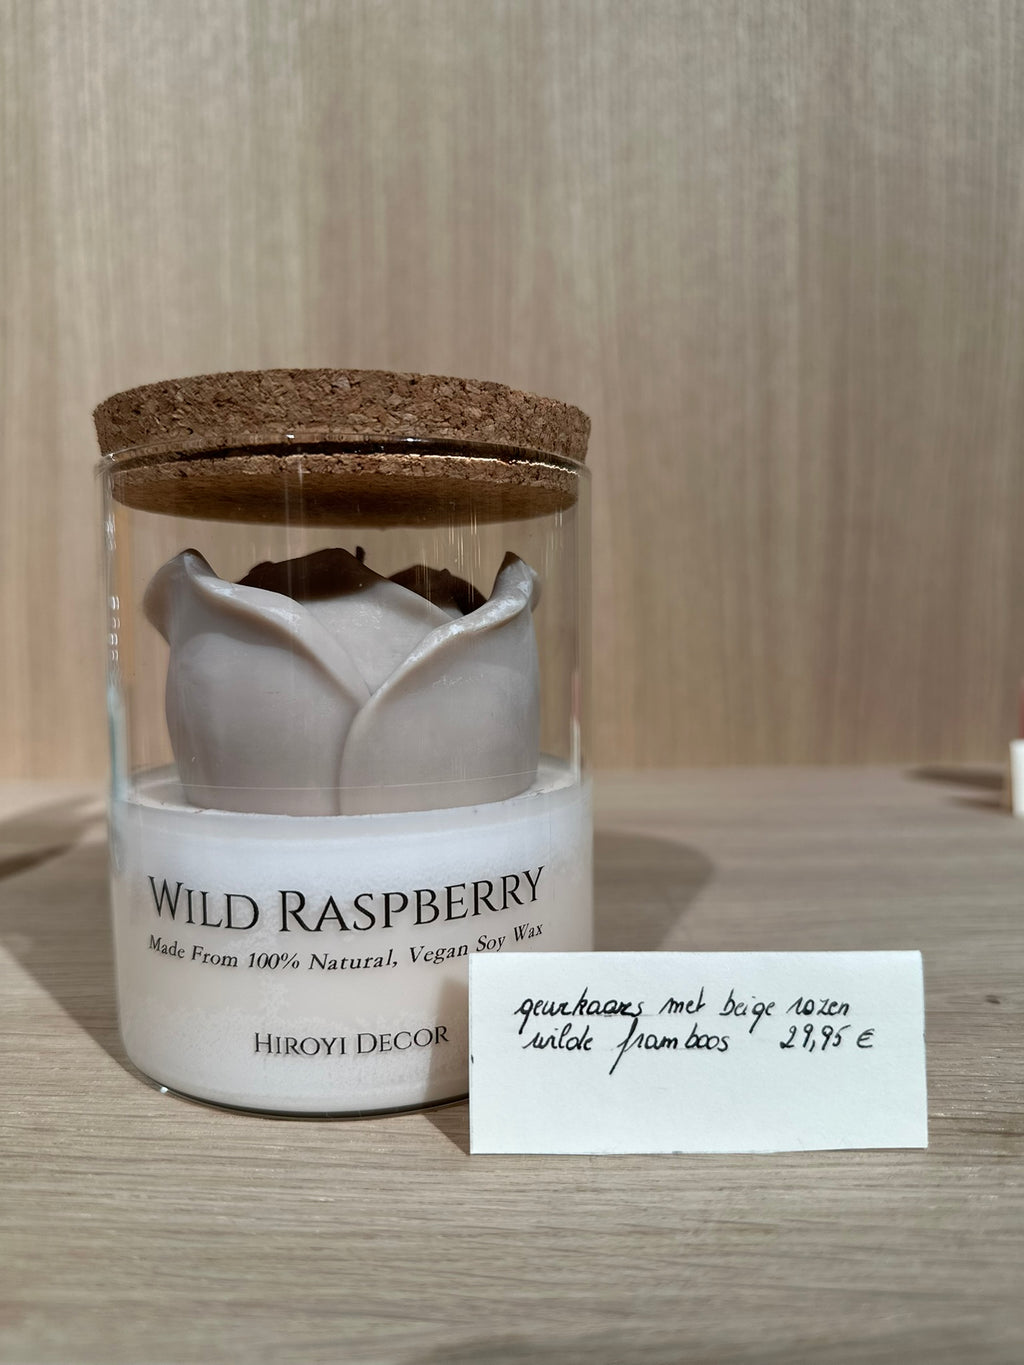 WILD RASPBERRY
Made From 100% Natural, Vegan Soy Wax
HIROYI DECOR
geurkaars met beige rozen
wilde framboos 29,95 €